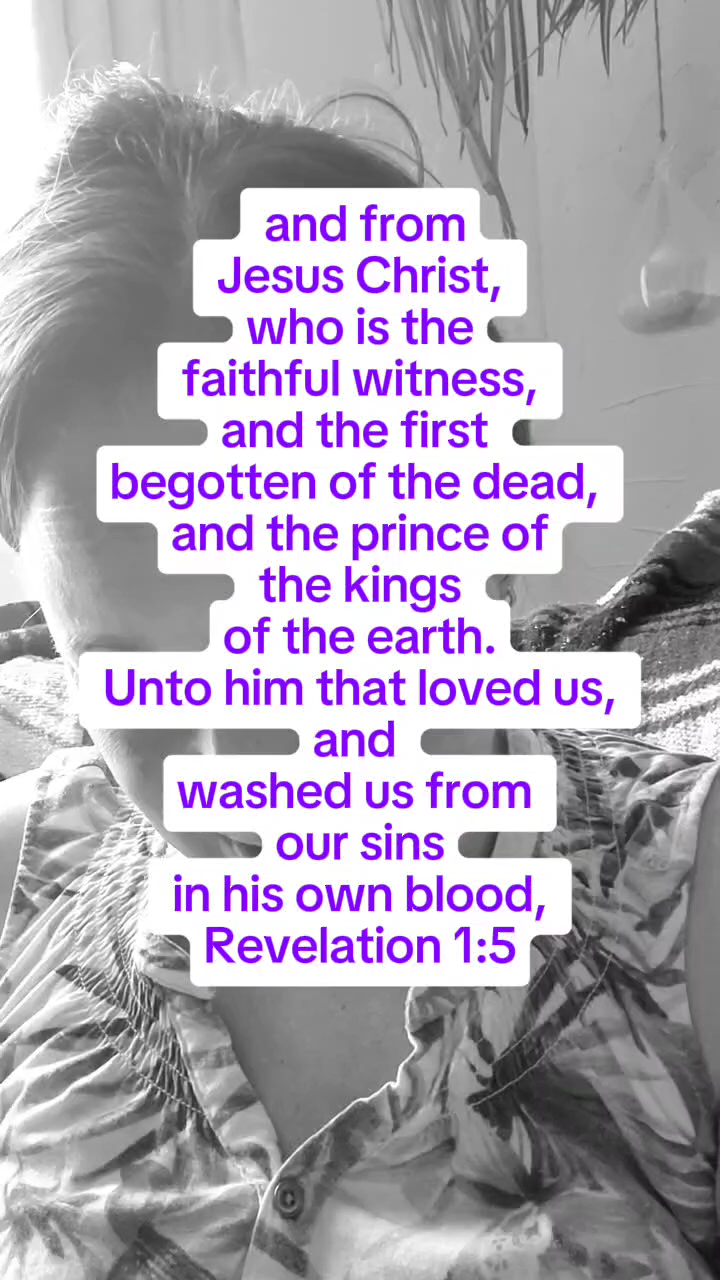 and from
Jesus Christ,
who is the
faithful witness,
and the first
begotten of the dead,
and the prince of
the kings
of the earth.
Unto him that loved us,
and
washed us from
our sins
in his own blood,
Revelation 1:5